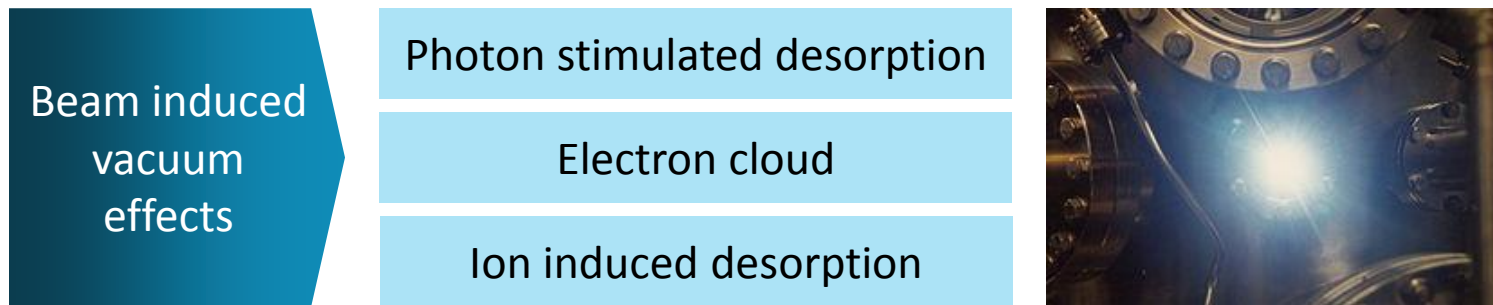 Beam induced
vacuum
effects
Photon stimulated desorption
Electron cloud
Ion induced desorption